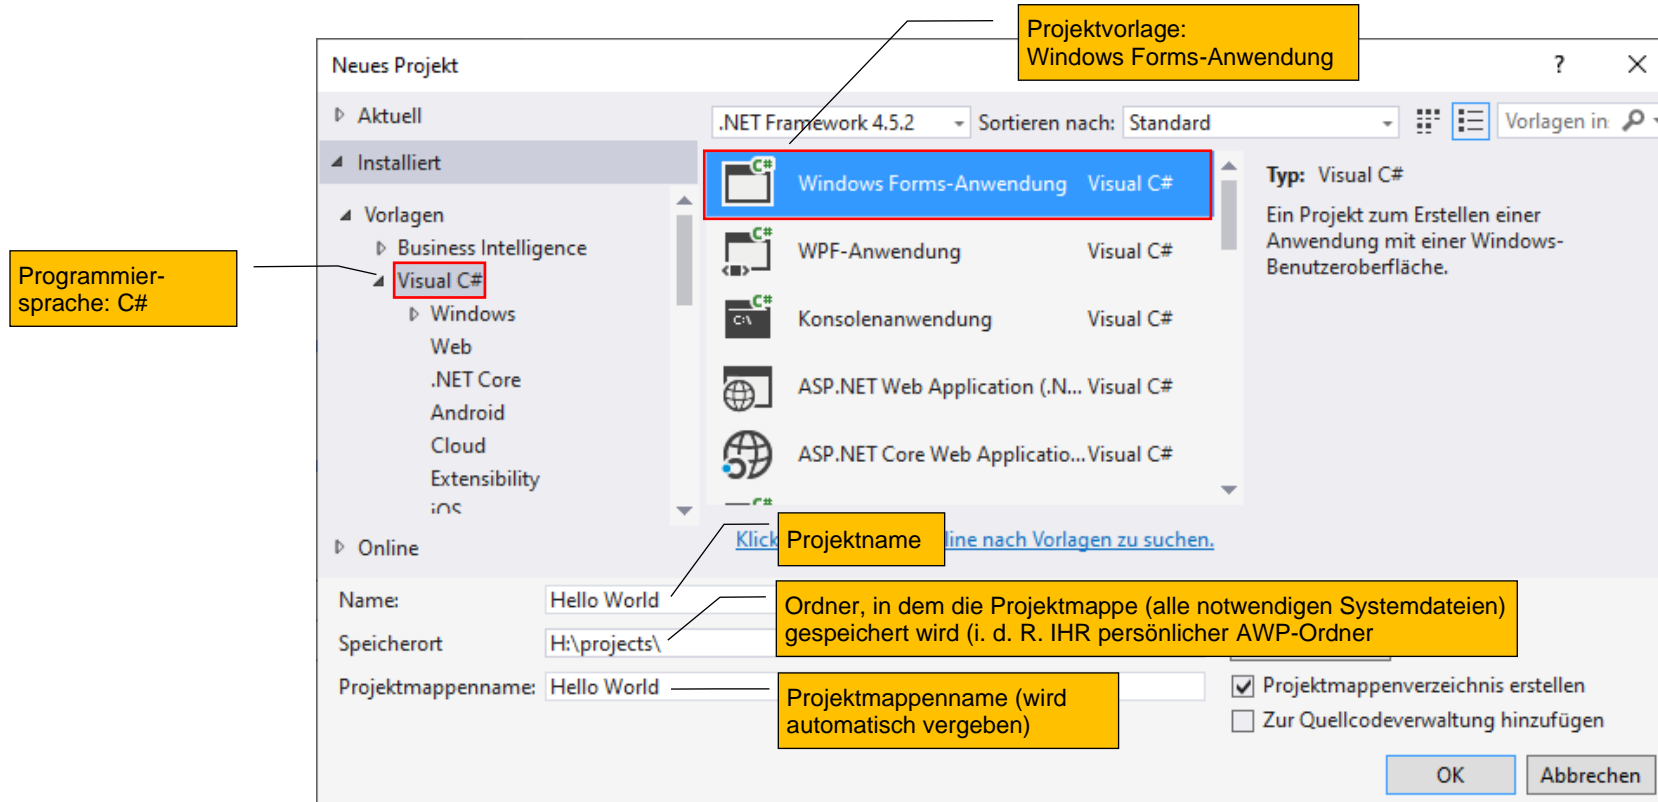 Projektvorlage:
Windows Forms-Anwendung
Neues Projekt
?
Aktuell
.NET Framework 4.5.2
Sortieren nach:
Standard
Vorlagen in
Installiert
Vorlagen
Business Intelligence
Visual C#
Windows
Web
.NET Core
Android
Cloud
Extensibility
iOS
Online
Programmier-
sprache: C#
C#
Windows Forms-Anwendung Visual C#
C#
WPF-Anwendung Visual C#
C#
C:\
Konsolenanwendung Visual C#
ASP.NET Web Application (.N... Visual C#
ASP.NET Core Web Applicatio... Visual C#
C#
Typ: Visual C#
Ein Projekt zum Erstellen einer
Anwendung mit einer Windows-
Benutzeroberfläche.
Klick
line nach Vorlagen zu suchen.
Projektname
Name: Hello World
Speicherort H:\projects\
Ordner, in dem die Projektmappe (alle notwendigen Systemdateien)
gespeichert wird (i. d. R. IHR persönlicher AWP-Ordner
Projektmappenname: Hello World
Projektmappenname (wird
automatisch vergeben)
Projektmappenverzeichnis erstellen
Zur Quellcodeverwaltung hinzufügen
OK
Abbrechen